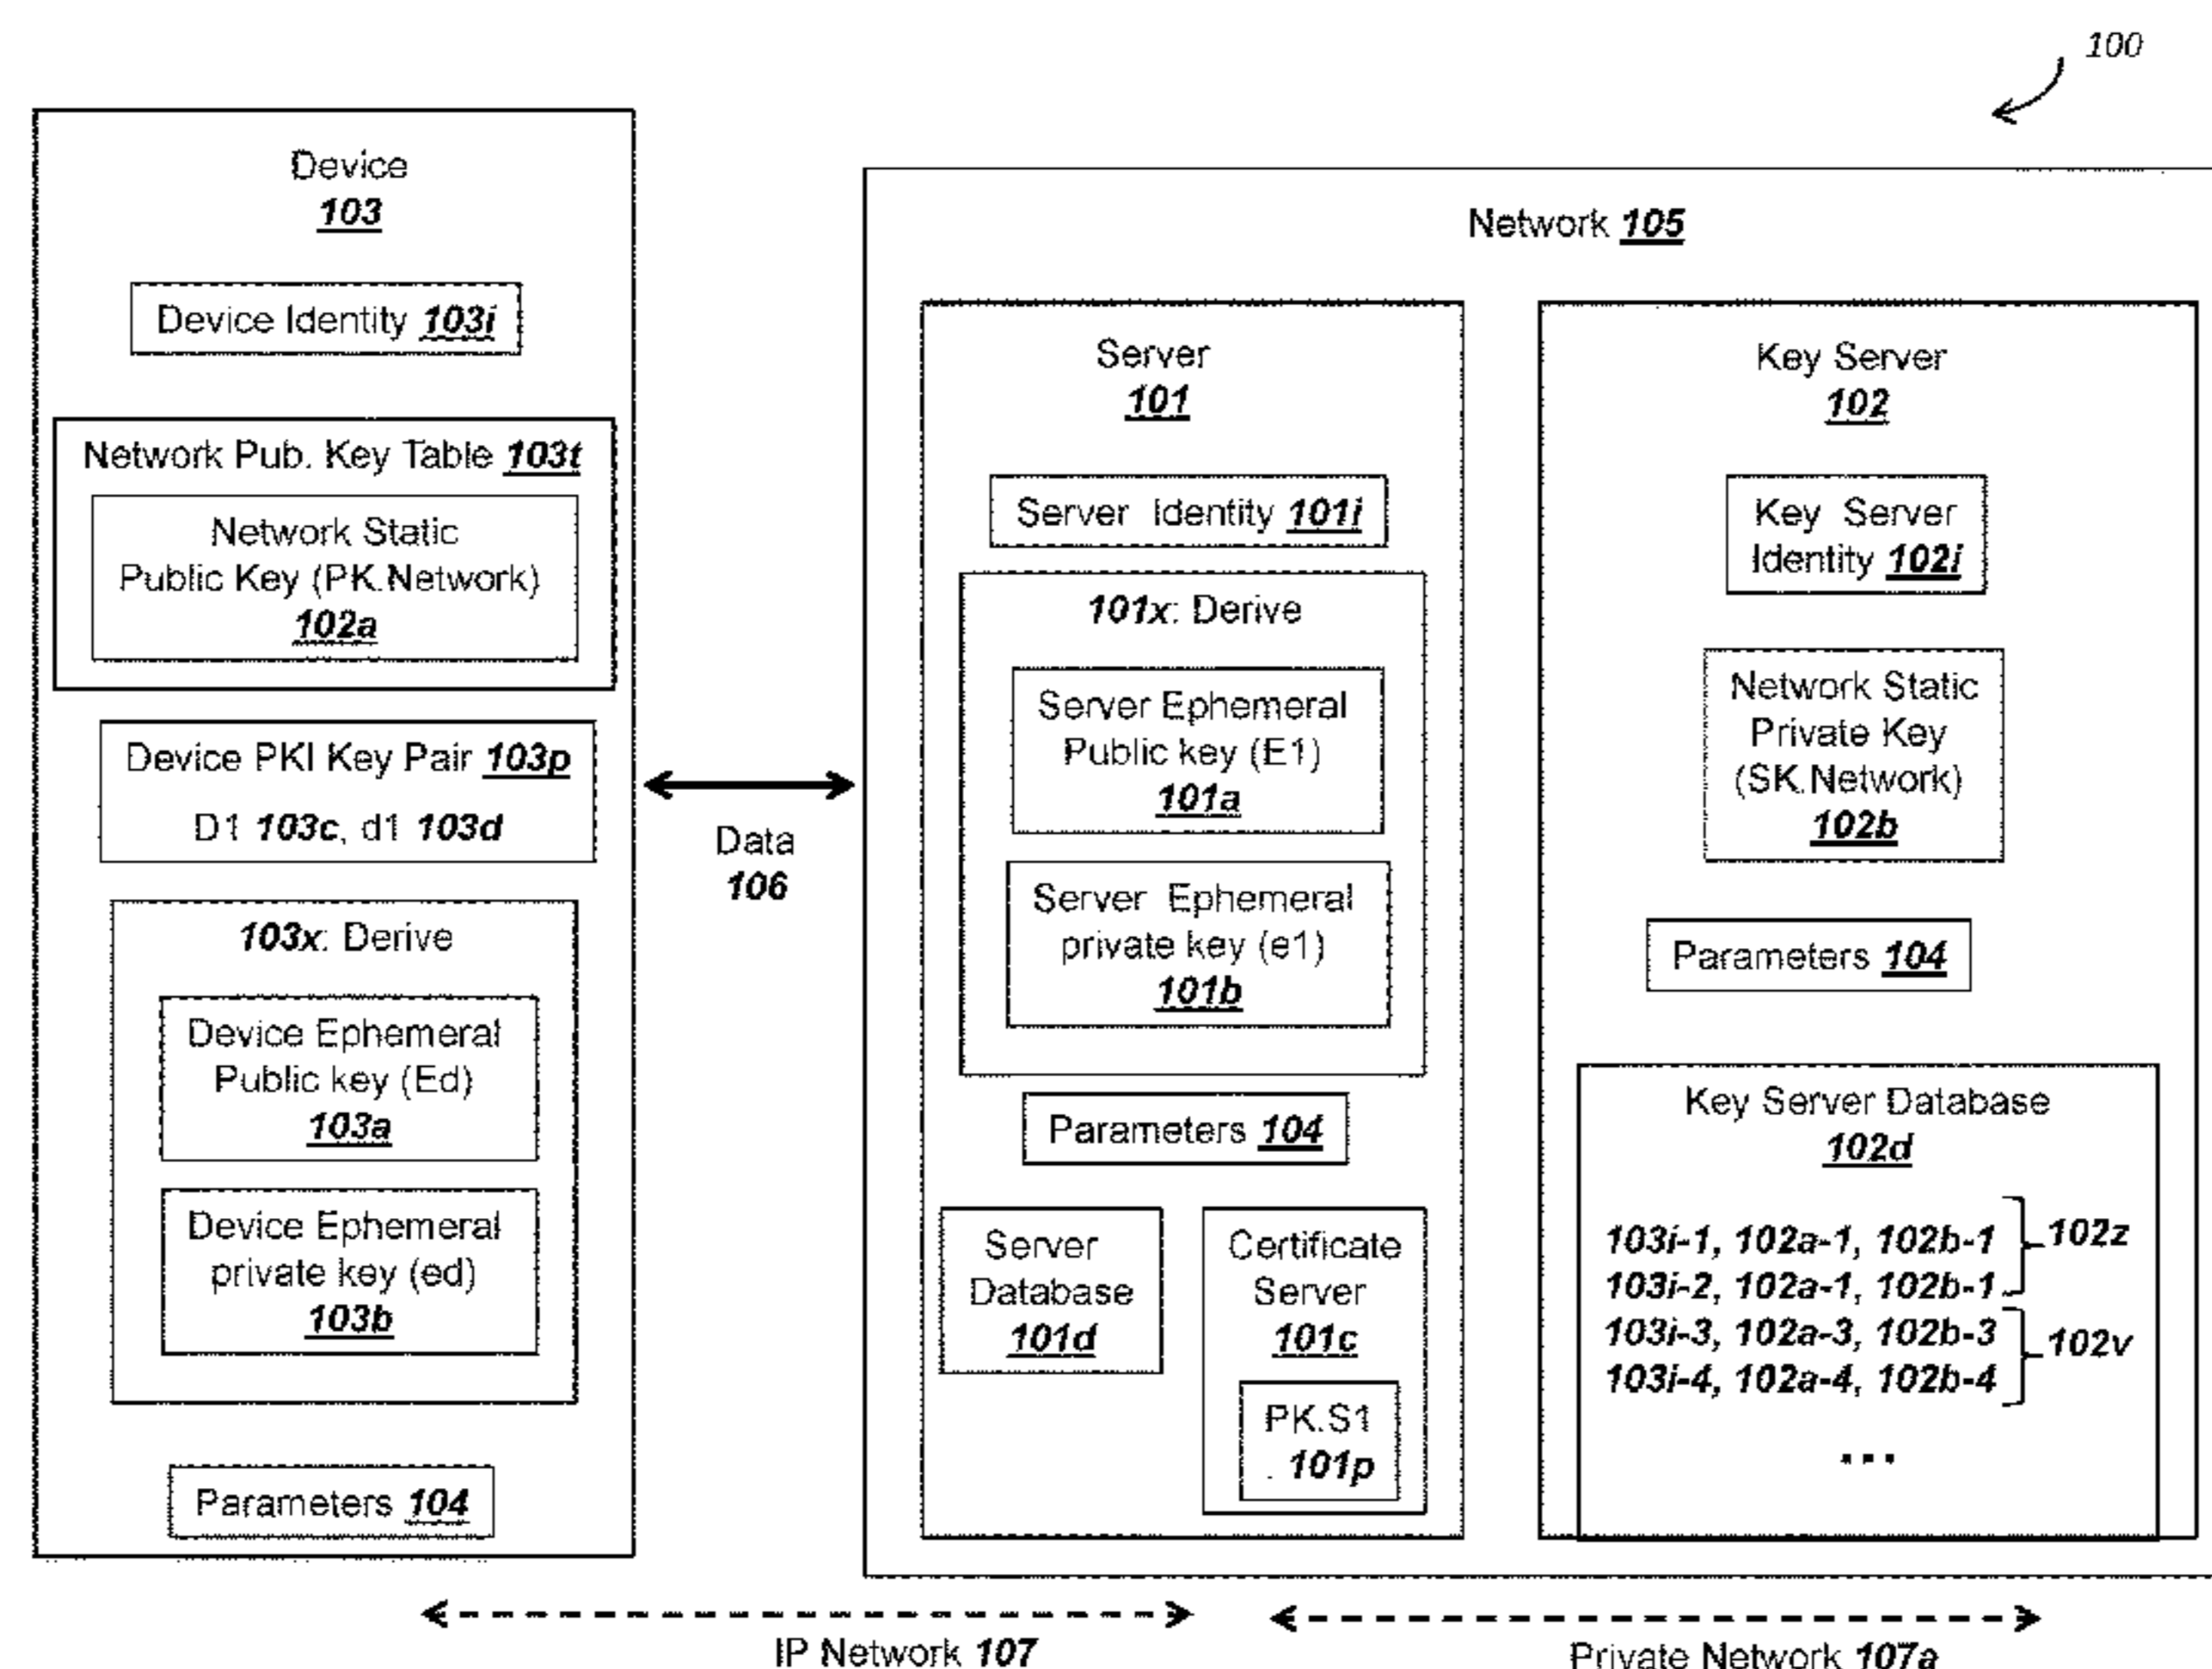 100
Device
103
Device Identity 103i
Network Pub. Key Table 103t
Network Static
Public Key (PK.Network)
102a
Device PKI Key Pair 103p
D1 103c, d1 103d
103x: Derive
Device Ephemeral
Public key (Ed)
103a
Device Ephemeral
private key (ed)
103b
Parameters 104
Data
106
Network 105
Server
101
Server Identity 101i
101x: Derive
Server Ephemeral
Public key (E1)
101a
Server Ephemeral
private key (e1)
101b
Parameters 104
Server
Database
101d
Certificate
Server
101c
PK.S1
101p
Key Server
102
Key Server
Identity 102i
Network Static
Private Key
(SK.Network)
102b
Parameters 104
Key Server Database
102d
103i-1, 102a-1, 102b-1
103i-2, 102a-1, 102b-1
102z
103i-3, 102a-3, 102b-3
103i-4, 102a-4, 102b-4
102v
...
IP Network 107
Private Network 107a